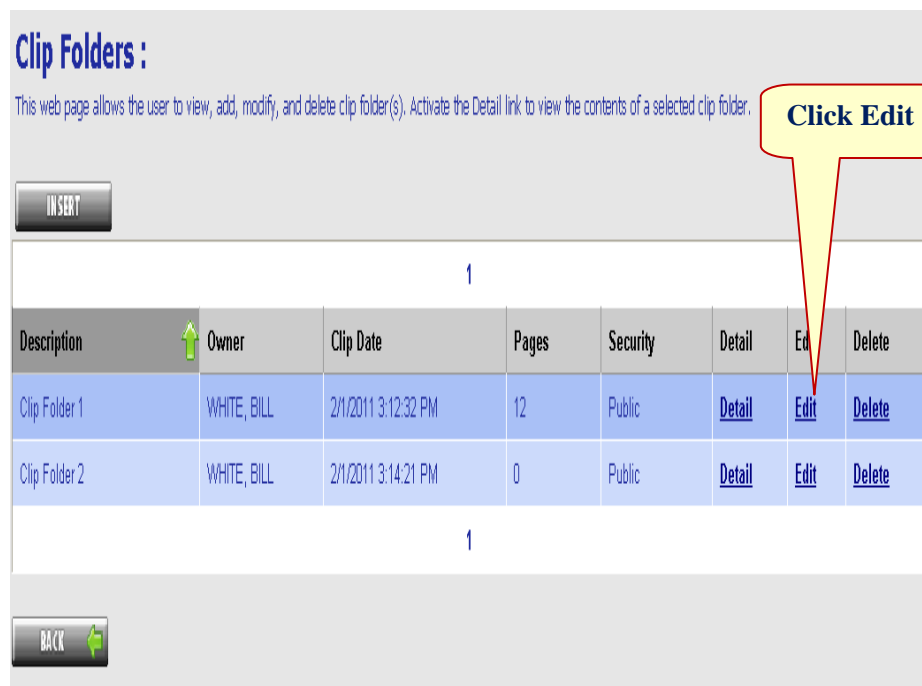 Clip Folders :
This web page allows the user to view, add, modify, and delete clip folder(s). Activate the Detail link to view the contents of a selected clip folder.
Click Edit
INSERT
1
Description Owner Clip Date Pages Security Detail Ed Delete
Clip Folder 1 WHITE, BILL 2/1/2011 3:12:32 PM 12 Public Detail Edit Delete
Clip Folder 2 WHITE, BILL 2/1/2011 3:14:21 PM 0 Public Detail Edit Delete
1
BACK